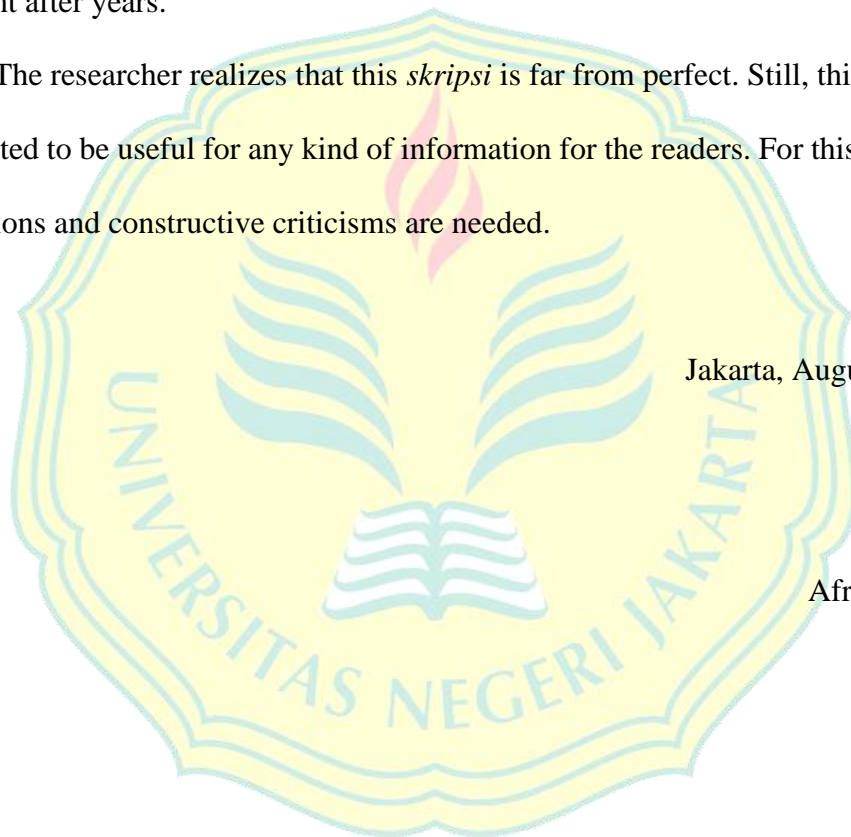 nt after years.
The researcher realizes that this skripsi is far from perfect. Still, thi
ted to be useful for any kind of information for the readers. For this
ions and constructive criticisms are needed.
Jakarta, Augu
Afr
UNIVERSITAS NEGERI JAKARTA